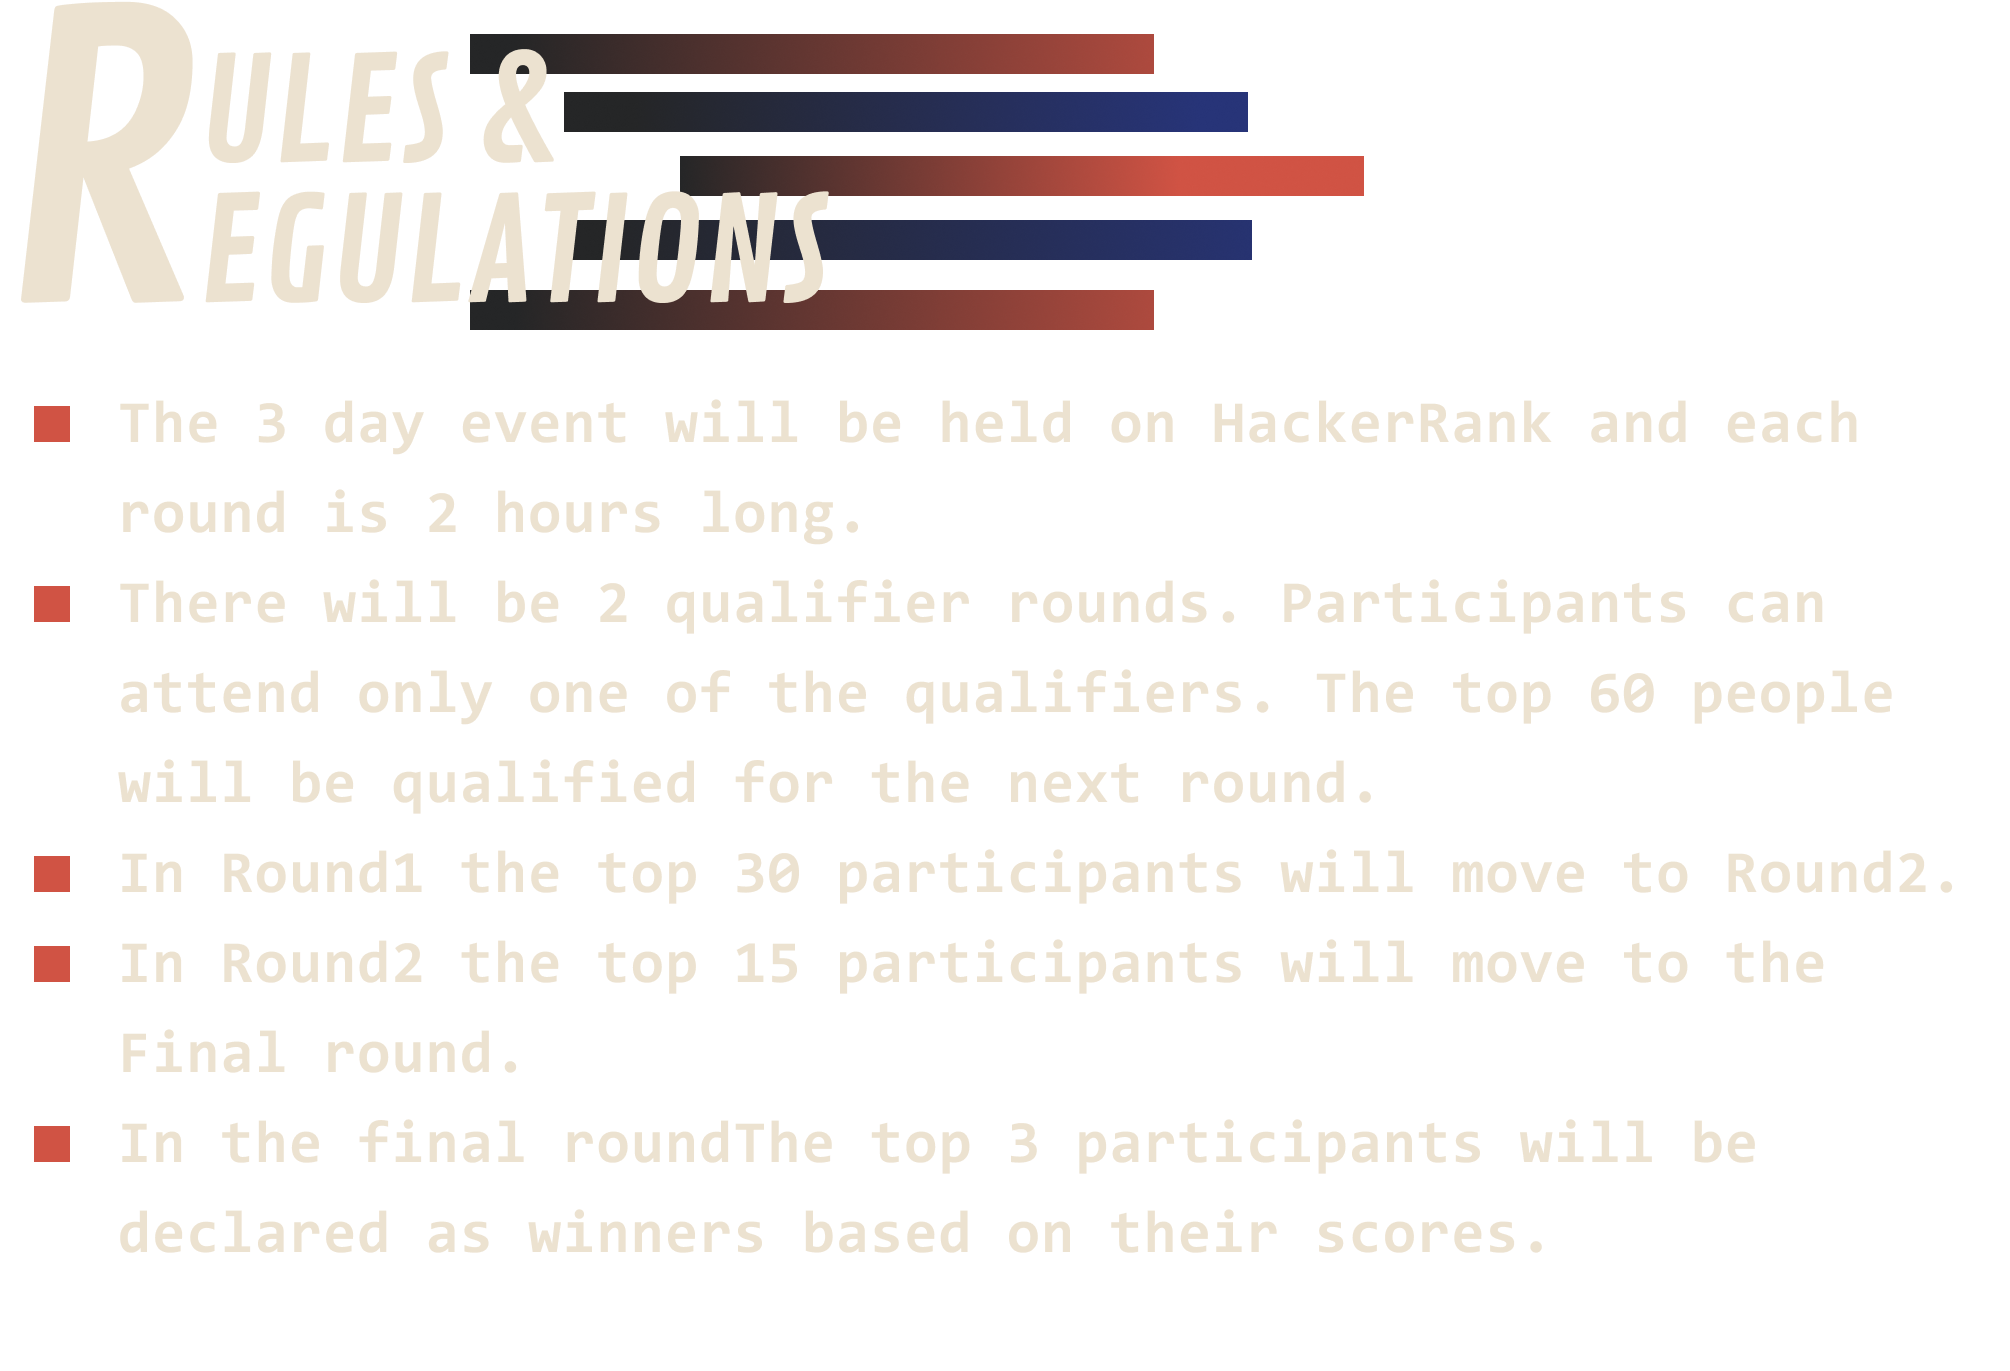 RULES &
REGULATIONS
The 3 day event will be held on HackerRank and each
round is 2 hours long.
There will be 2 qualifier rounds. Participants can
attend only one of the qualifiers. The top 60 people
will be qualified for the next round.
In Round1 the top 30 participants will move to Round2.
In Round2 the top 15 participants will move to the
Final round.
In the final roundThe top 3 participants will be
declared as winners based on their scores.